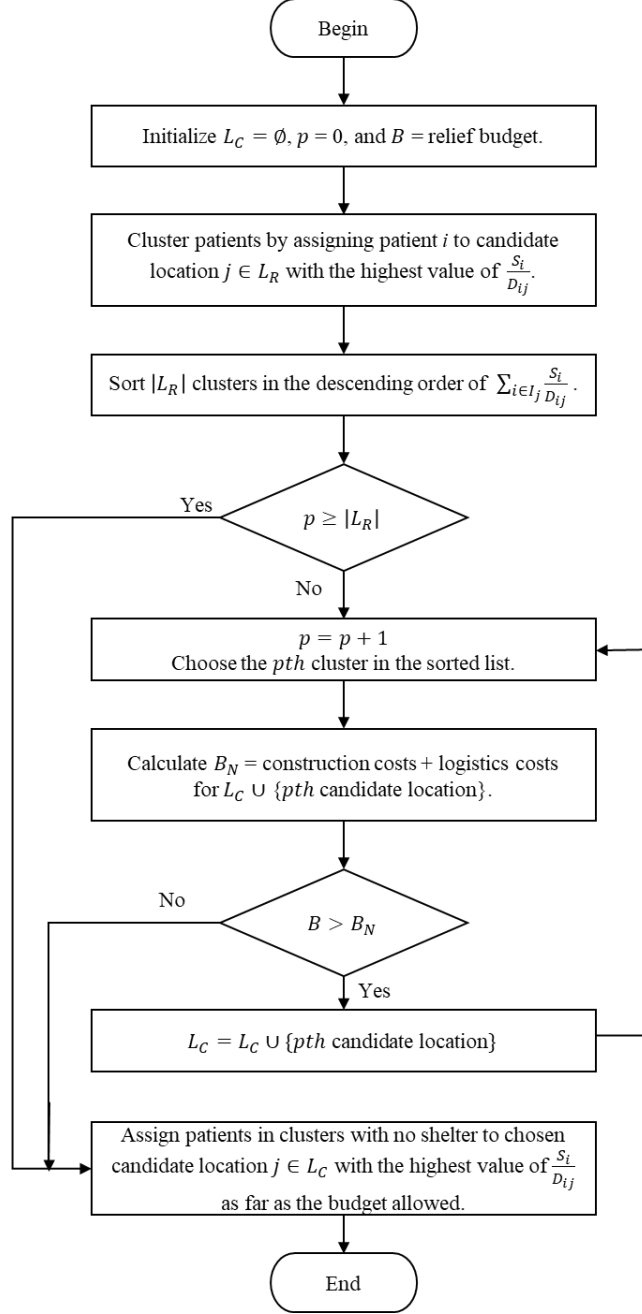 Begin
Initialize 𝐿_𝐶 = ∅, 𝑝 = 0, and 𝐵 = relief budget.
Cluster patients by assigning patient 𝑖 to candidate
location 𝑗 ∈ 𝐿_𝑅 with the highest value of 𝑆_𝑖/𝐷_𝑖𝑗.
Sort |𝐿_𝑅| clusters in the descending order of ∑_{𝑖∈𝐼_𝑗} 𝑆_𝑖/𝐷_𝑖𝑗.
Yes
𝑝 ≥ |𝐿_𝑅|
No
𝑝 = 𝑝 + 1
Choose the 𝑝𝑡ℎ cluster in the sorted list.
Calculate 𝐵_𝑁 = construction costs + logistics costs
for 𝐿_𝐶 ∪ {𝑝𝑡ℎ candidate location}.
No
𝐵 > 𝐵_𝑁
Yes
𝐿_𝐶 = 𝐿_𝐶 ∪ {𝑝𝑡ℎ candidate location}
Assign patients in clusters with no shelter to chosen
candidate location 𝑗 ∈ 𝐿_𝐶 with the highest value of 𝑆_𝑖/𝐷_𝑖𝑗
as far as the budget allowed.
End